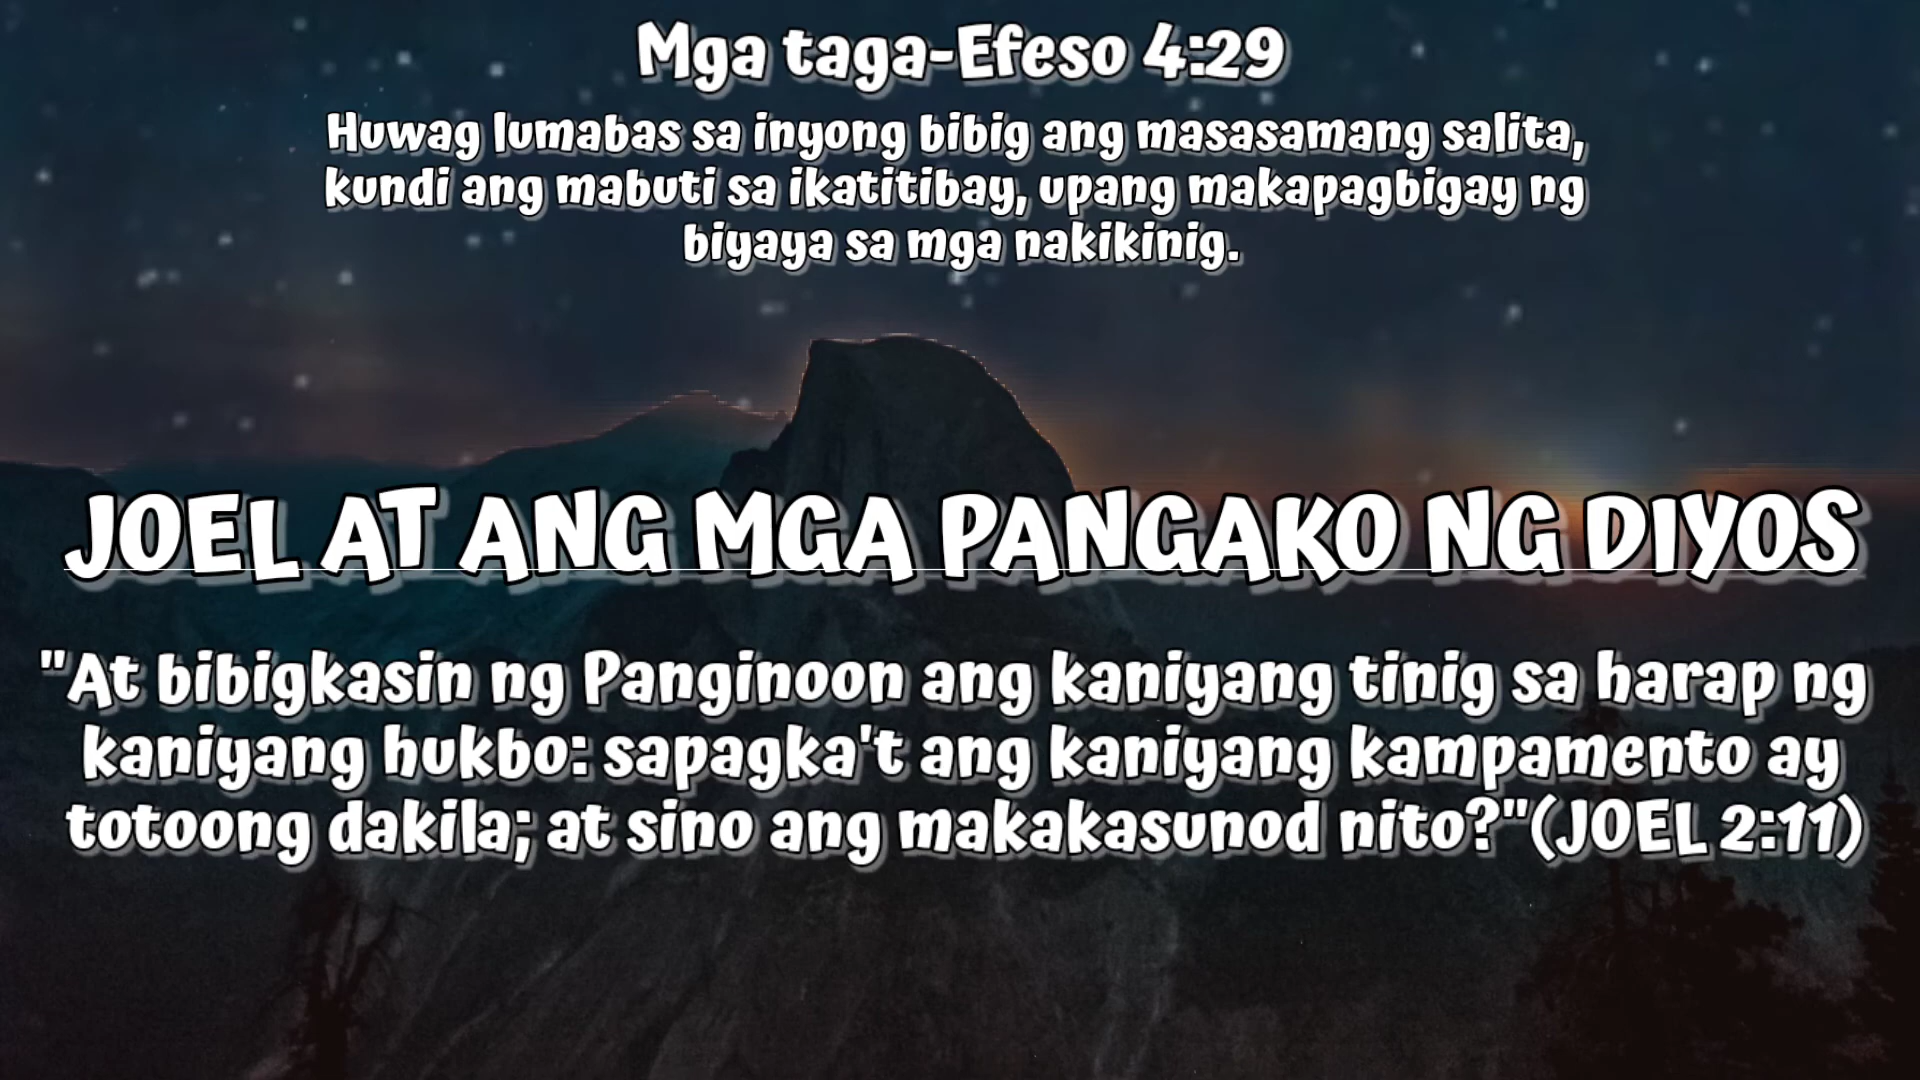 Mga taga-Efeso 4:29
Huwag lumabas sa inyong bibig ang masasamang salita,
kundi ang mabuti sa ikatitibay, upang makapagbigay ng
biyaya sa mga nakikinig.
JOEL AT ANG MGA PANGAKO NG DIYOS
"At bibigkasin ng Panginoon ang kaniyang tinig sa harap ng
kaniyang hukbo: sapagka't ang kaniyang kampamento ay
totoong dakila; at sino ang makakasunod nito?"(JOEL 2:11)